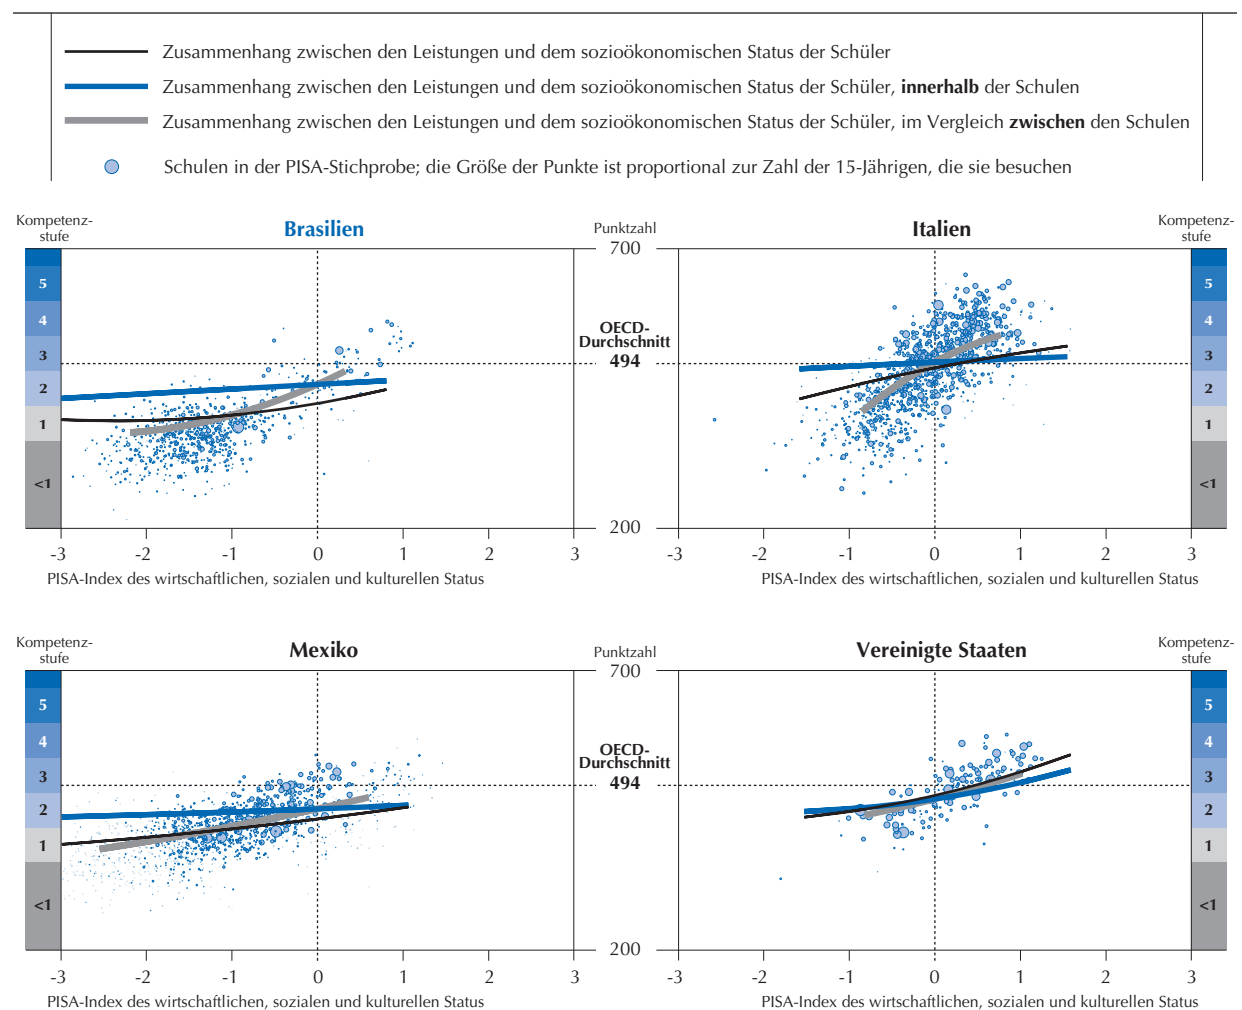 Zusammenhang zwischen den Leistungen und dem sozioökonomischen Status der Schüler
Zusammenhang zwischen den Leistungen und dem sozioökonomischen Status der Schüler, innerhalb der Schulen
Zusammenhang zwischen den Leistungen und dem sozioökonomischen Status der Schüler, im Vergleich zwischen den Schulen
Schulen in der PISA-Stichprobe; die Größe der Punkte ist proportional zur Zahl der 15-Jährigen, die sie besuchen
Kompetenz-
stufe
Brasilien
Punktzahl
Italien
Kompetenz-
stufe
700
5
5
4
4
OECD-
Durchschnitt
3
494
3
2
2
1
1
<1
<1
200
-3 -2 -1 0 1 2 3
-3 -2 -1 0 1 2 3
PISA-Index des wirtschaftlichen, sozialen und kulturellen Status
PISA-Index des wirtschaftlichen, sozialen und kulturellen Status
Kompetenz-
stufe
Mexiko
Punktzahl
Vereinigte Staaten
Kompetenz-
stufe
700
5
5
4
4
OECD-
Durchschnitt
3
494
3
2
2
1
1
<1
<1
200
-3 -2 -1 0 1 2 3
-3 -2 -1 0 1 2 3
PISA-Index des wirtschaftlichen, sozialen und kulturellen Status
PISA-Index des wirtschaftlichen, sozialen und kulturellen Status